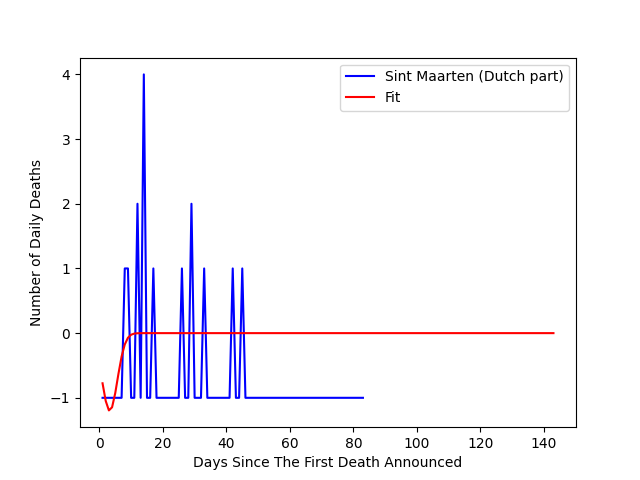 Sint Maarten (Dutch part)
Fit
Number of Daily Deaths
4
3
2
1
0
−1
0 20 40 60 80 100 120 140
Days Since The First Death Announced